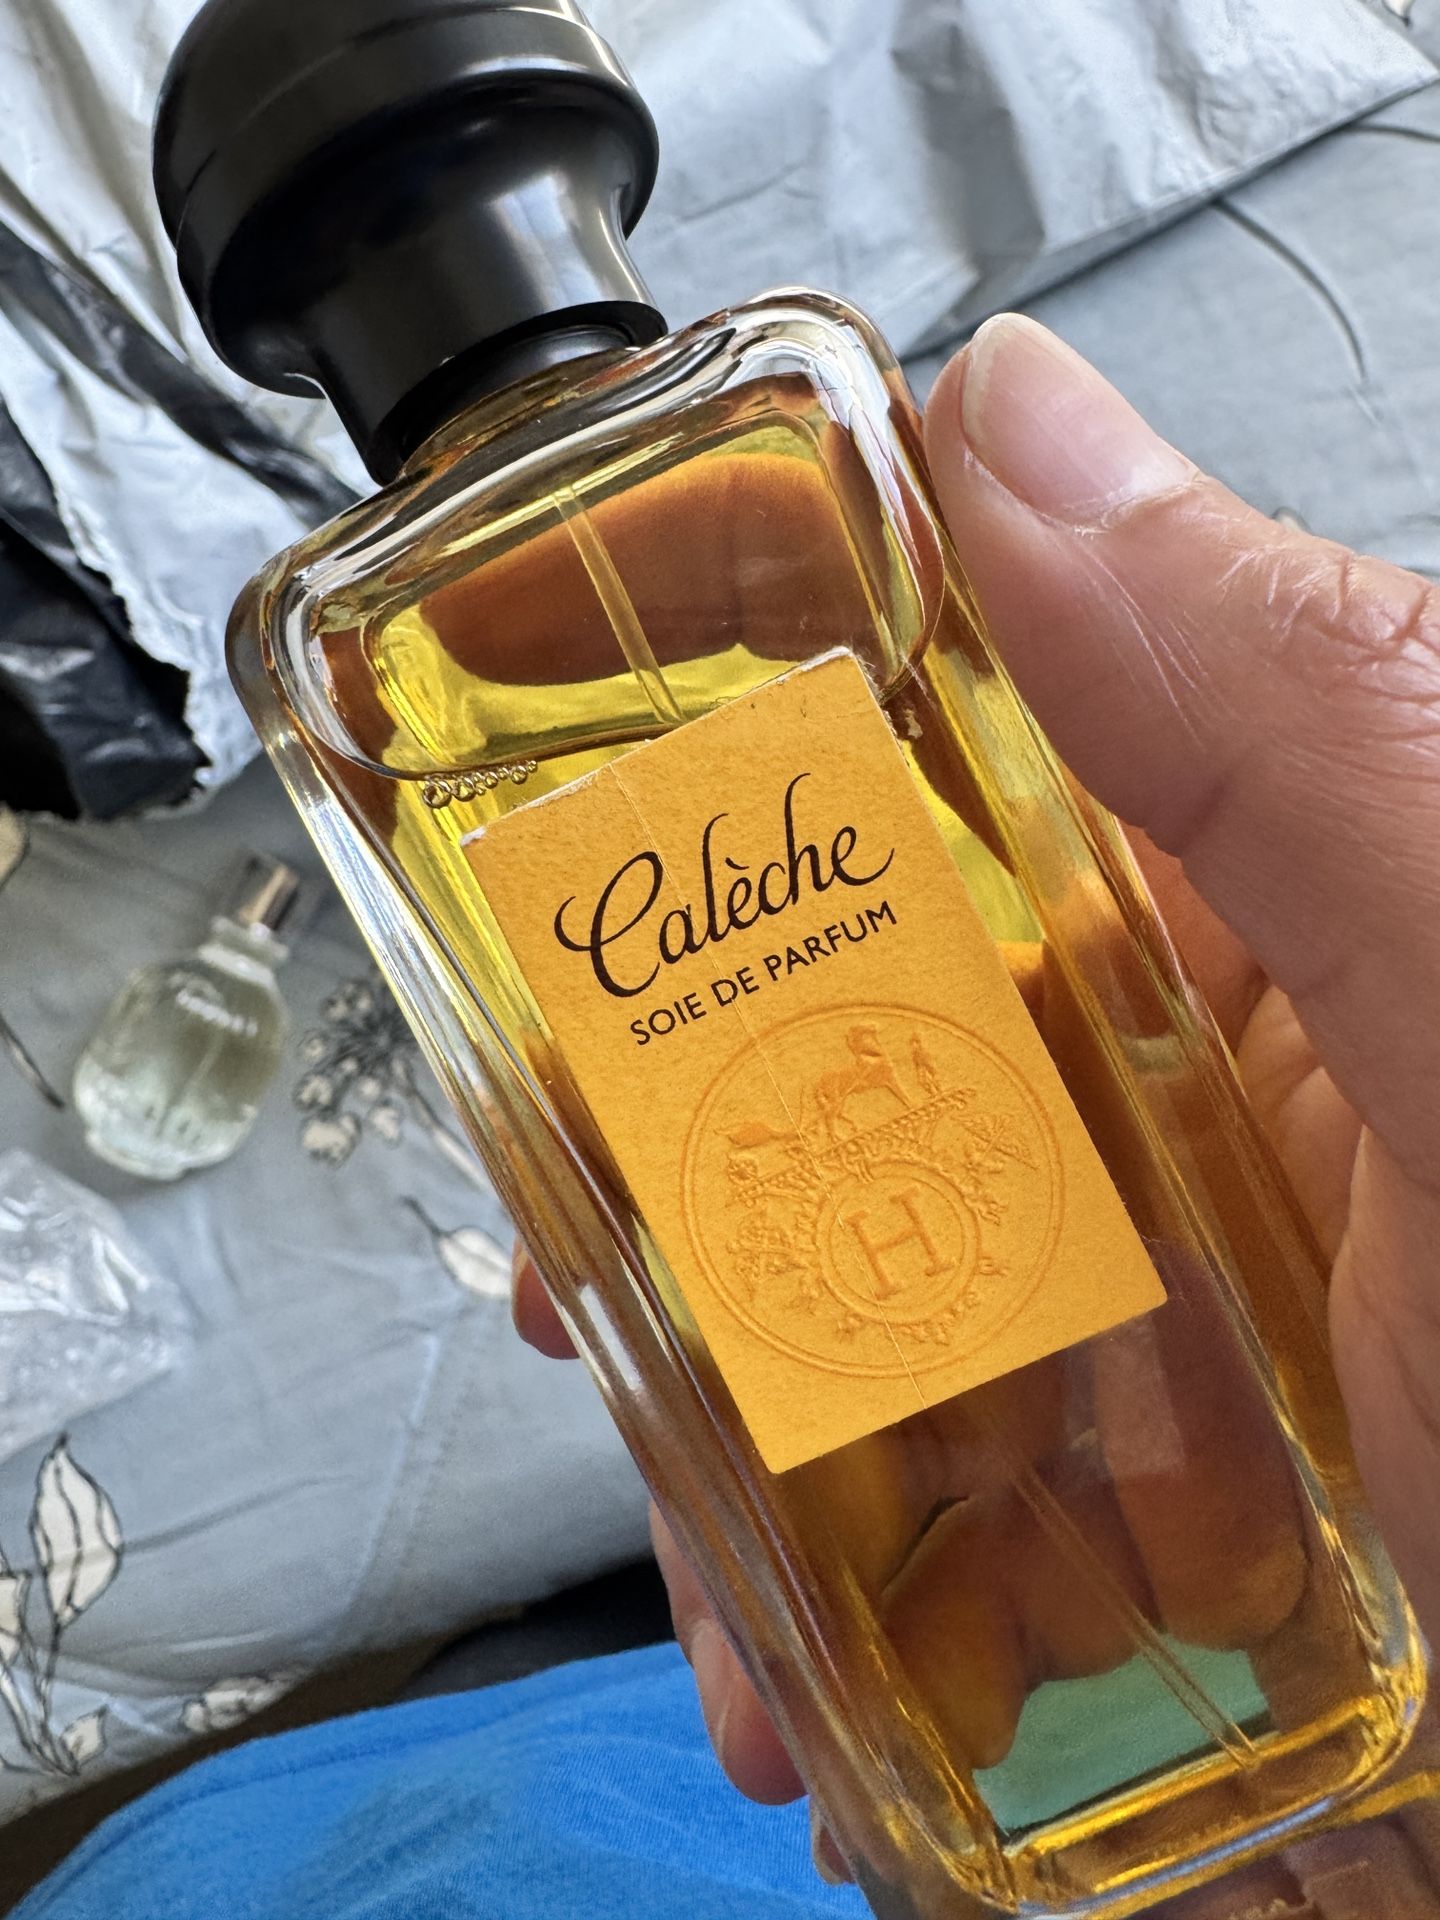 Calèche
SOIE DE PARFUM
H